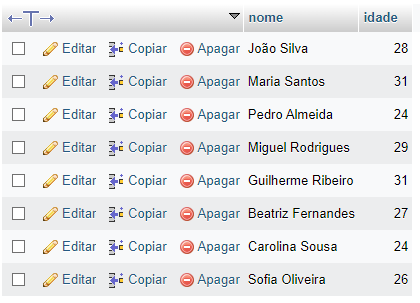 nome idade
Editar Copiar Apagar João Silva 28
Editar Copiar Apagar Maria Santos 31
Editar Copiar Apagar Pedro Almeida 24
Editar Copiar Apagar Miguel Rodrigues 29
Editar Copiar Apagar Guilherme Ribeiro 31
Editar Copiar Apagar Beatriz Fernandes 27
Editar Copiar Apagar Carolina Sousa 24
Editar Copiar Apagar Sofia Oliveira 26